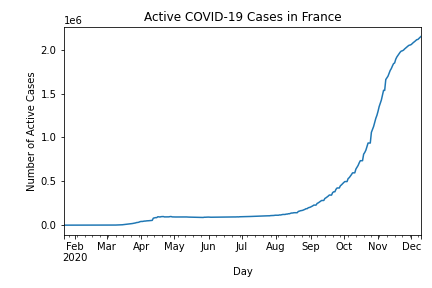 Active COVID-19 Cases in France
1e6
2.0
1.5
1.0
0.5
0.0
Number of Active Cases
Feb Mar Apr May Jun Jul Aug Sep Oct Nov Dec
2020
Day